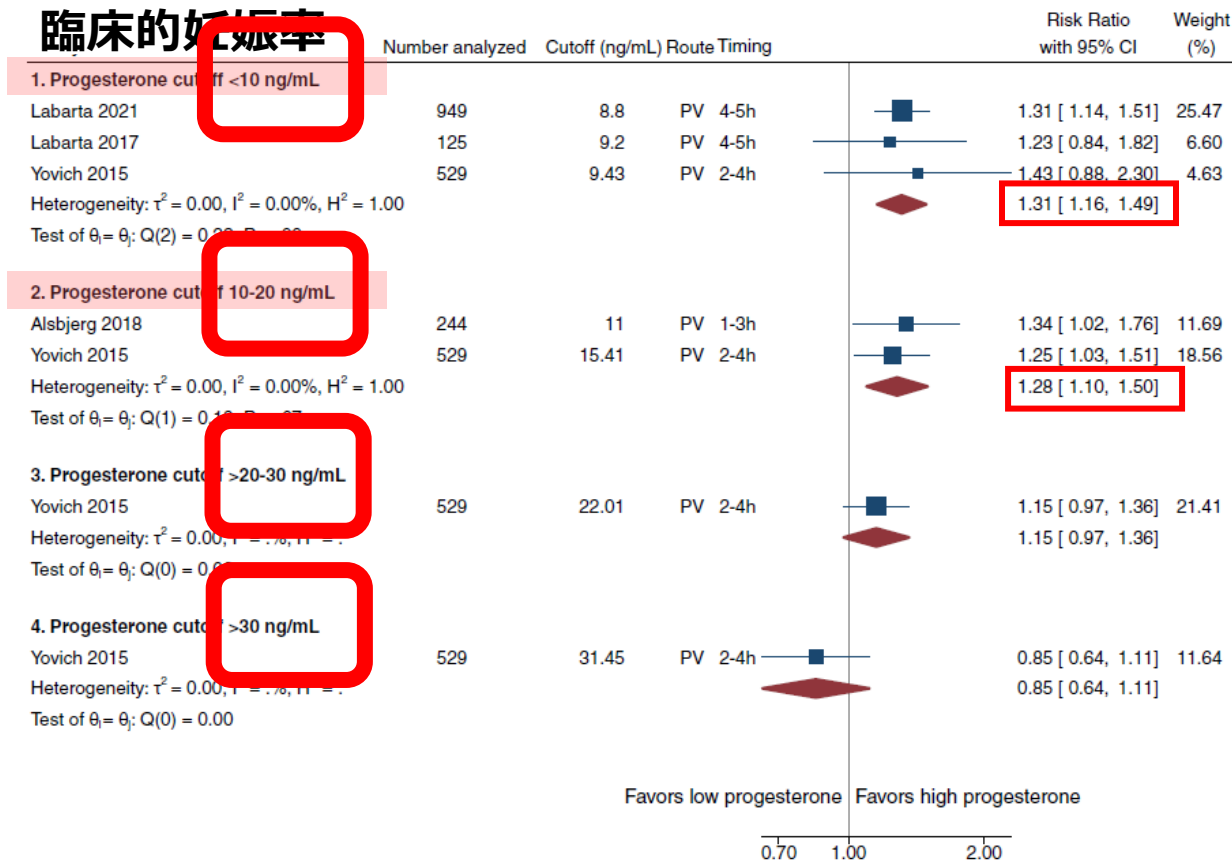 臨床的妊娠率
Number analyzed Cutoff (ng/mL) Route Timing Risk Ratio with 95% CI Weight (%)
1. Progesterone cutoff <10 ng/mL
Labarta 2021 949 8.8 PV 4-5h 1.31 [ 1.14, 1.51] 25.47
Labarta 2017 125 9.2 PV 4-5h 1.23 [ 0.84, 1.82] 6.60
Yovich 2015 529 9.43 PV 2-4h 1.43 [ 0.88, 2.30] 4.63
Heterogeneity: τ² = 0.00, I² = 0.00%, H² = 1.00 1.31 [ 1.16, 1.49]
Test of θᵢ= θⱼ: Q(2) = 0
2. Progesterone cutoff 10-20 ng/mL
Alsbjerg 2018 244 11 PV 1-3h 1.34 [ 1.02, 1.76] 11.69
Yovich 2015 529 15.41 PV 2-4h 1.25 [ 1.03, 1.51] 18.56
Heterogeneity: τ² = 0.00, I² = 0.00%, H² = 1.00 1.28 [ 1.10, 1.50]
Test of θᵢ= θⱼ: Q(1) = 0
3. Progesterone cutoff >20-30 ng/mL
Yovich 2015 529 22.01 PV 2-4h 1.15 [ 0.97, 1.36] 21.41
Heterogeneity: τ² = 0.00, I² = .%, H² = . 1.15 [ 0.97, 1.36]
Test of θᵢ= θⱼ: Q(0) = 0
4. Progesterone cutoff >30 ng/mL
Yovich 2015 529 31.45 PV 2-4h 0.85 [ 0.64, 1.11] 11.64
Heterogeneity: τ² = 0.00, I² = .%, H² = . 0.85 [ 0.64, 1.11]
Test of θᵢ= θⱼ: Q(0) = 0.00
Favors low progesterone Favors high progesterone
0.70 1.00 2.00